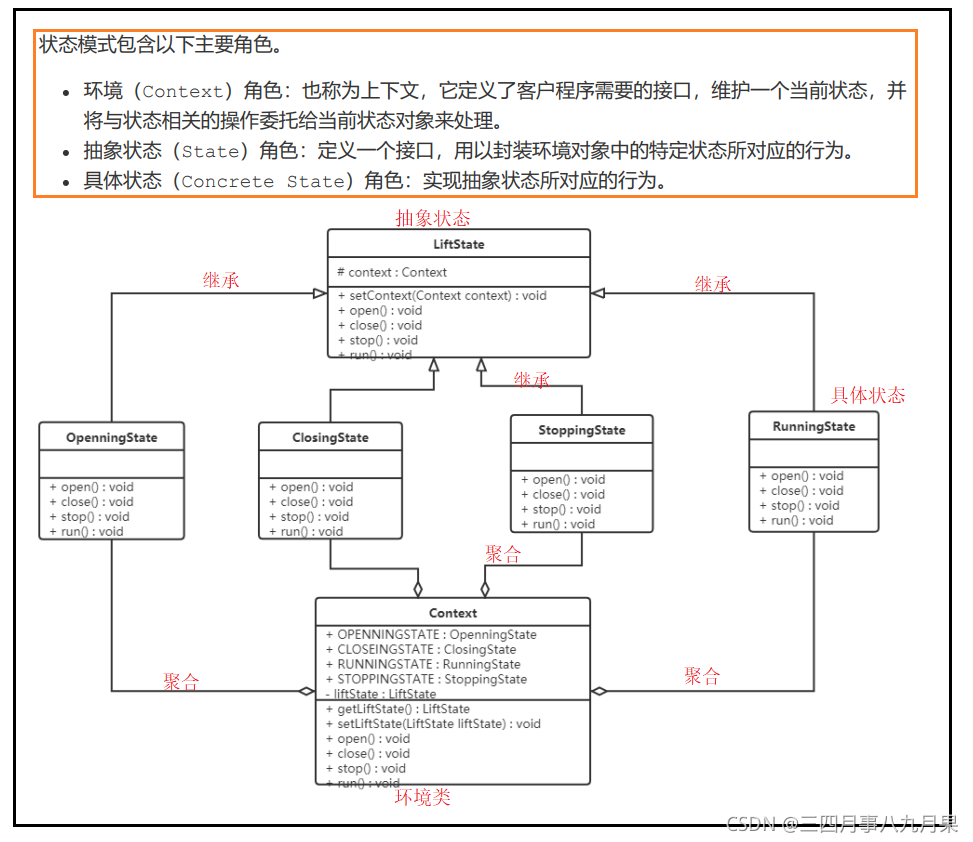 状态模式包含以下主要角色。
• 环境（Context）角色：也称为上下文，它定义了客户程序需要的接口，维护一个当前状态，并
将与状态相关的操作委托给当前状态对象来处理。
• 抽象状态（State）角色：定义一个接口，用以封装环境对象中的特定状态所对应的行为。
• 具体状态（Concrete State）角色：实现抽象状态所对应的行为。
抽象状态
LiftState
# context : Context
+ setContext(Context context) : void
+ open() : void
+ close() : void
+ stop() : void
+ run() : void
继承
继承
继承
具体状态
OpenningState
+ open() : void
+ close() : void
+ stop() : void
+ run() : void
ClosingState
+ open() : void
+ close() : void
+ stop() : void
+ run() : void
StoppingState
+ open() : void
+ close() : void
+ stop() : void
+ run() : void
RunningState
+ open() : void
+ close() : void
+ stop() : void
+ run() : void
聚合
聚合
聚合
Context
+ OPENNINGSTATE : OpenningState
+ CLOSEINGSTATE : ClosingState
+ RUNNINGSTATE : RunningState
+ STOPPINGSTATE : StoppingState
- liftState : LiftState
+ getLiftState() : LiftState
+ setLiftState(LiftState liftState) : void
+ open() : void
+ close() : void
+ stop() : void
+ run() : void
环境类
CSDN @三四月事八九月果